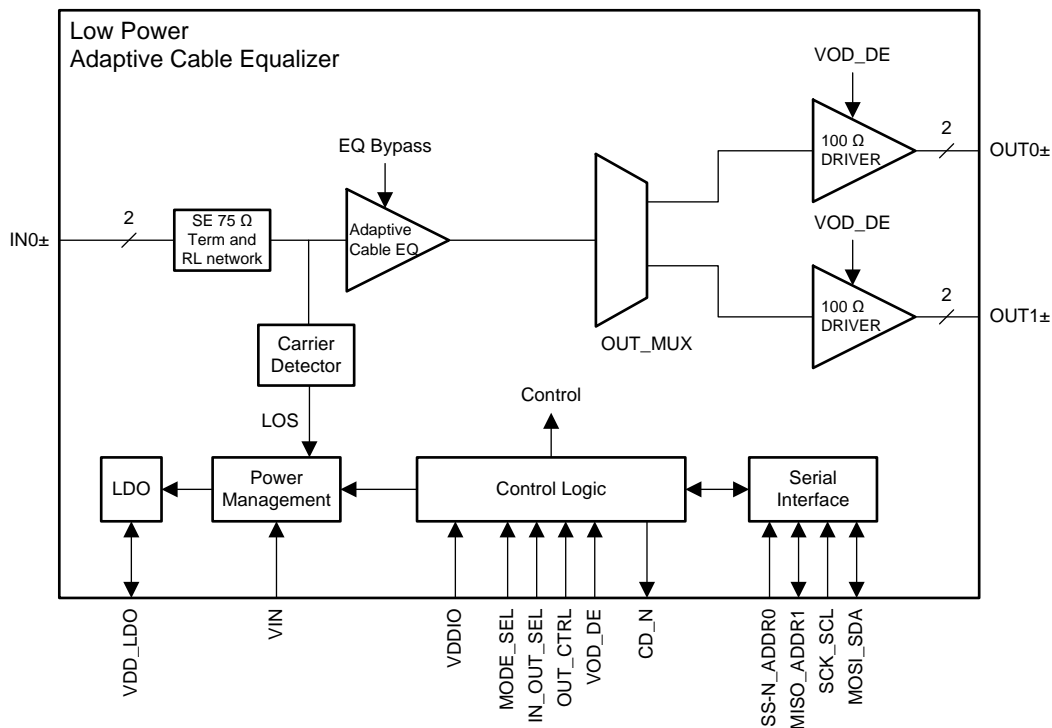 Low Power
Adaptive Cable Equalizer
VOD_DE
EQ Bypass
2
100 Ω
DRIVER
OUT0±
IN0±
2
SE 75 Ω
Term and
RL network
Adaptive
Cable EQ
VOD_DE
2
100 Ω
DRIVER
OUT1±
OUT_MUX
Carrier
Detector
LOS
Control
LDO
Power
Management
Control Logic
Serial
Interface
VDD_LDO
VIN
VDDIO
MODE_SEL
IN_OUT_SEL
OUT_CTRL
VOD_DE
CD_N
SS-N_ADDR0
MISO_ADDR1
SCK_SCL
MOSI_SDA